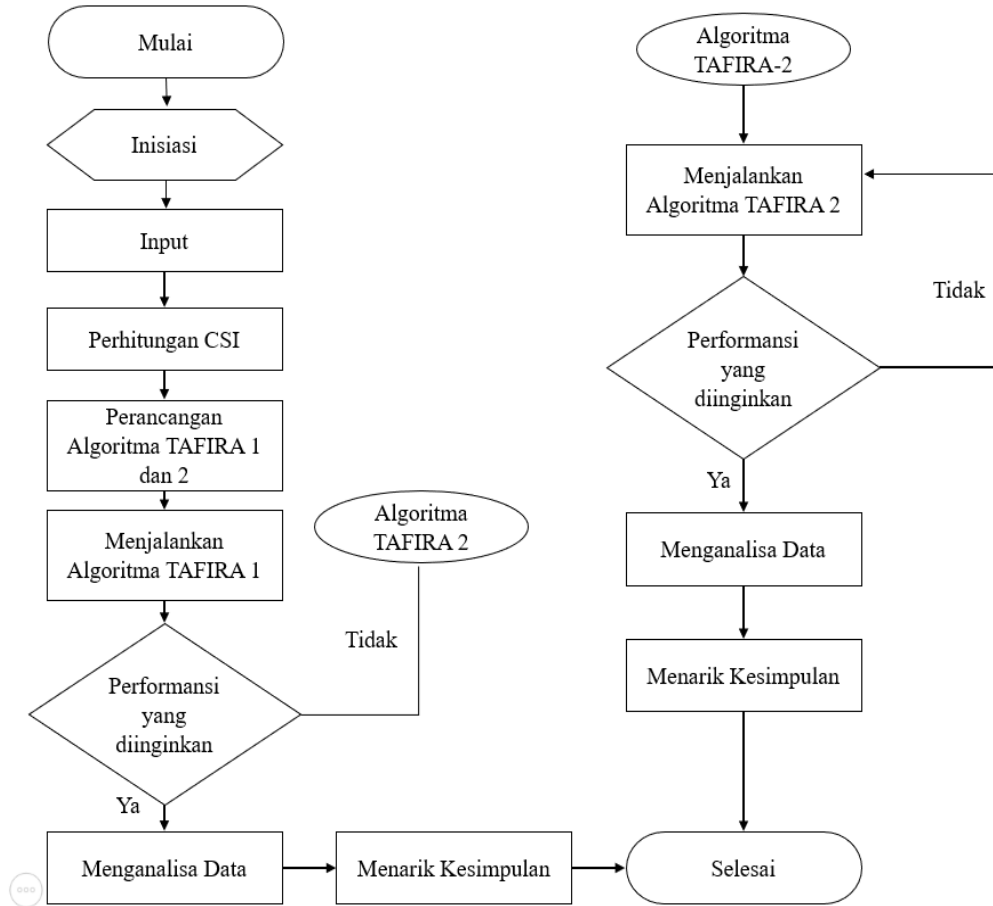 Mulai
Inisiasi
Input
Perhitungan CSI
Perancangan
Algoritma TAFIRA 1
dan 2
Menjalankan
Algoritma TAFIRA 1
Performansi
yang
diinginkan
Tidak
Algoritma
TAFIRA 2
Ya
Menganalisa Data
Menarik Kesimpulan
Algoritma
TAFIRA-2
Menjalankan
Algoritma TAFIRA 2
Performansi
yang
diinginkan
Tidak
Ya
Menganalisa Data
Menarik Kesimpulan
Selesai